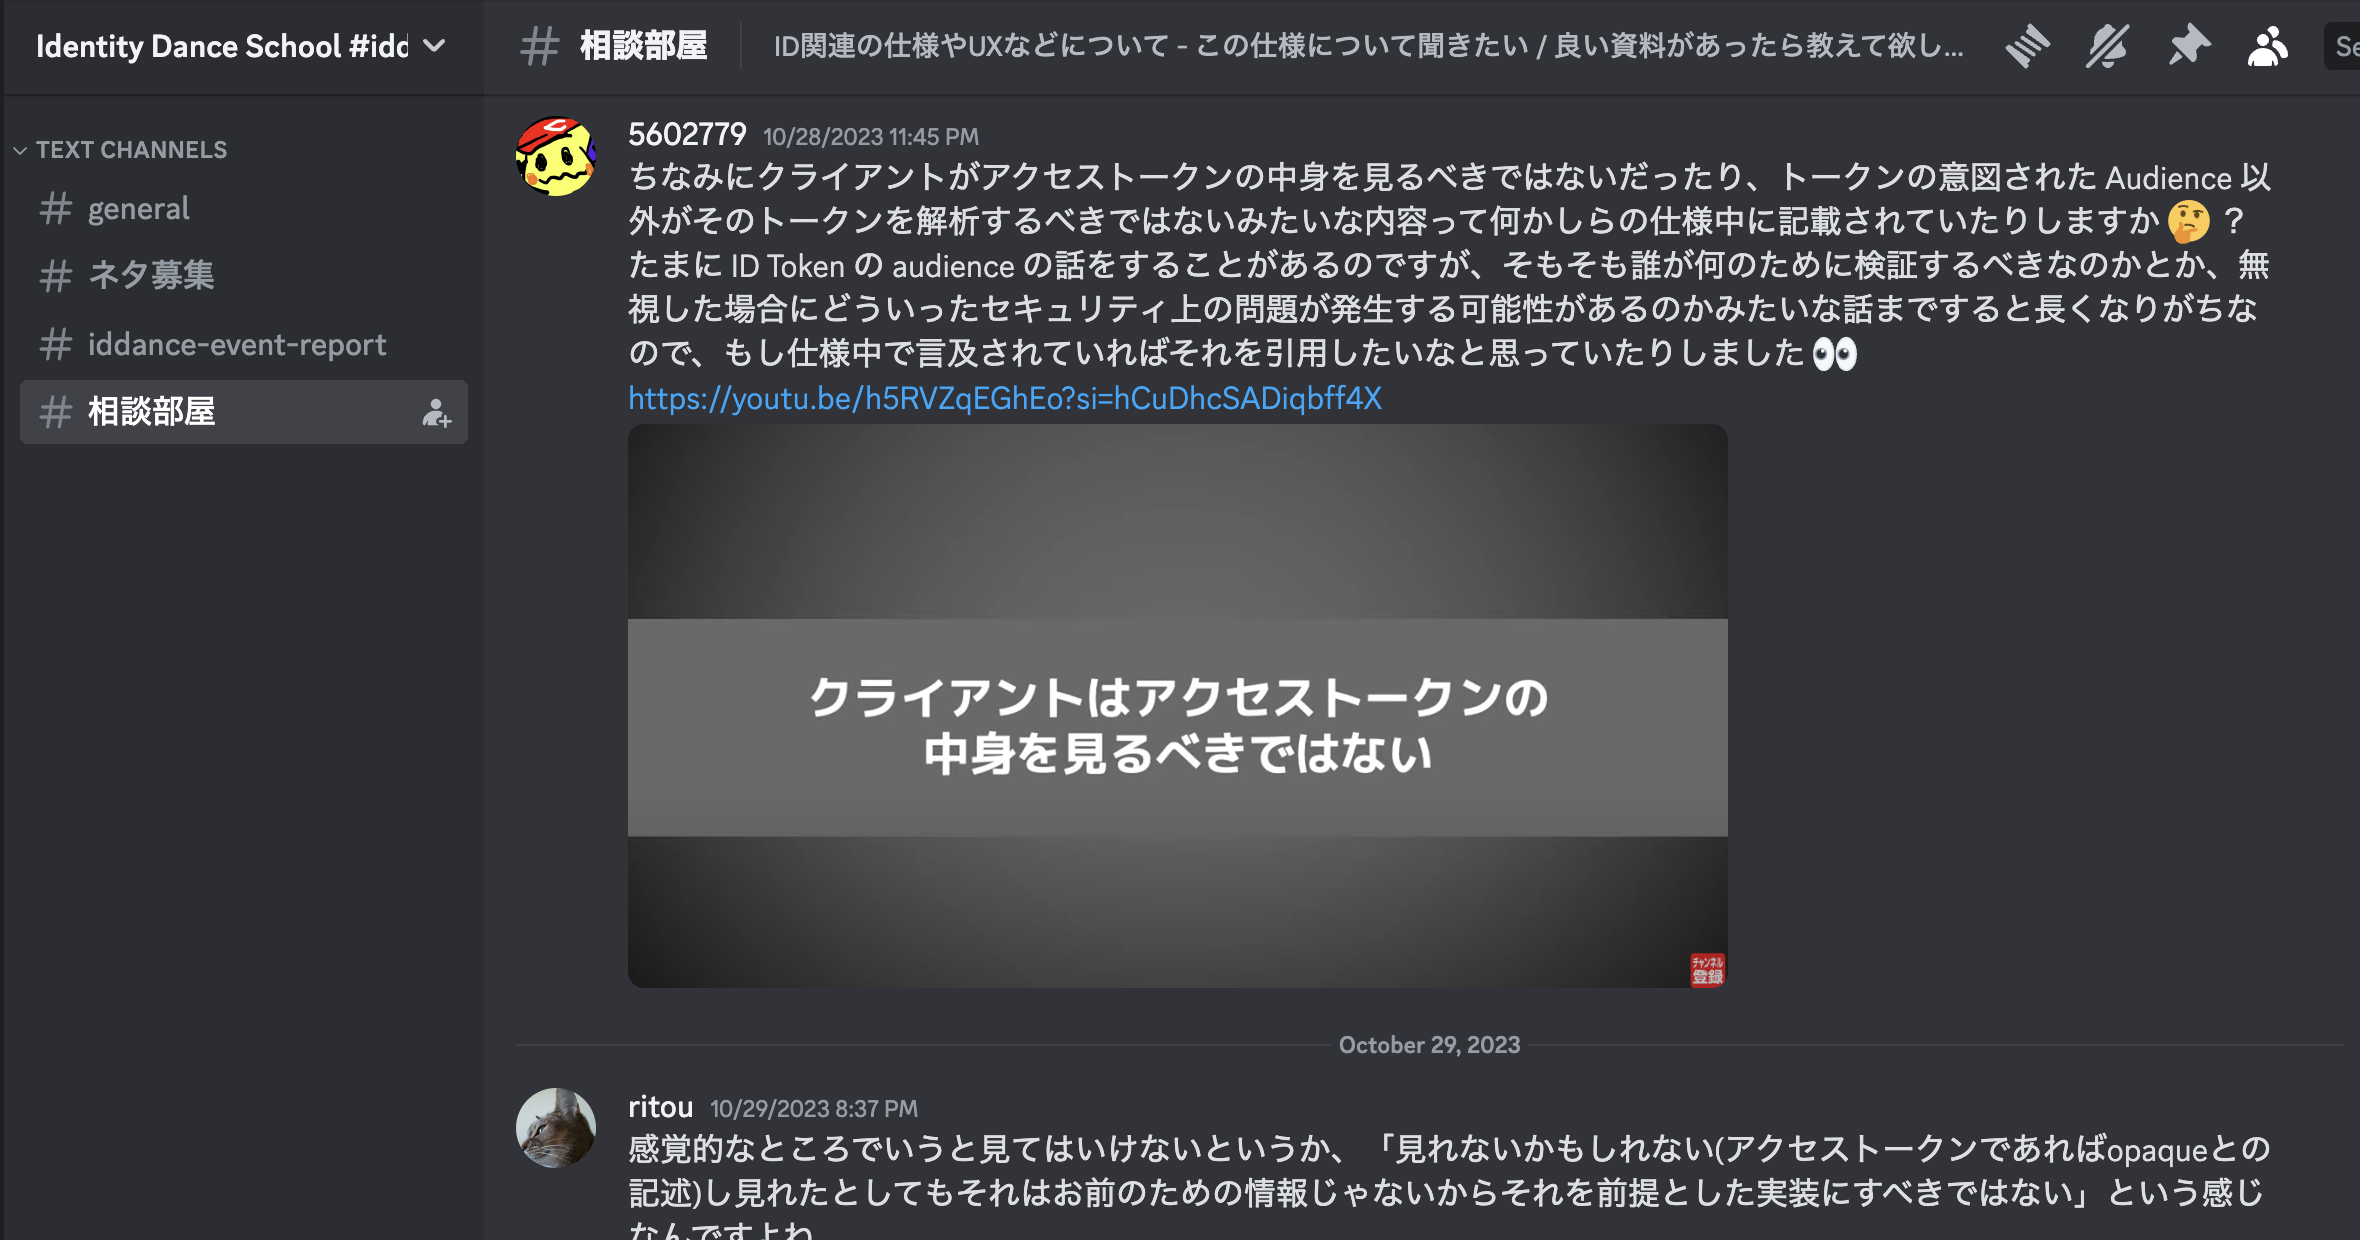 Identity Dance School #idd
TEXT CHANNELS
general
ネタ募集
iddance-event-report
相談部屋
相談部屋
ID関連の仕様やUXなどについて - この仕様について聞きたい / 良い資料があったら教えて欲し...
Se
5602779 10/28/2023 11:45 PM
ちなみにクライアントがアクセストークンの中身を見るべきではないだったり、トークンの意図された Audience 以
外がそのトークンを解析するべきではないみたいな内容って何かしらの仕様中に記載されていたりしますか🤔？
たまに ID Token の audience の話をすることがあるのですが、そもそも誰が何のために検証するべきなのかとか、無
視した場合にどういったセキュリティ上の問題が発生する可能性があるのかみたいな話まですると長くなりがちな
ので、もし仕様中で言及されていればそれを引用したいなと思っていたりしました👀
https://youtu.be/h5RVZqEGhEo?si=hCuDhcSADiqbff4X
クライアントはアクセストークンの
中身を見るべきではない
チャンネル
登録
October 29, 2023
ritou 10/29/2023 8:37 PM
感覚的なところでいうと見てはいけないというか、「見れないかもしれない(アクセストークンであればopaqueとの
記述)し見れたとしてもそれはお前のための情報じゃないからそれを前提とした実装にすべきではない」という感じ
なんですよね